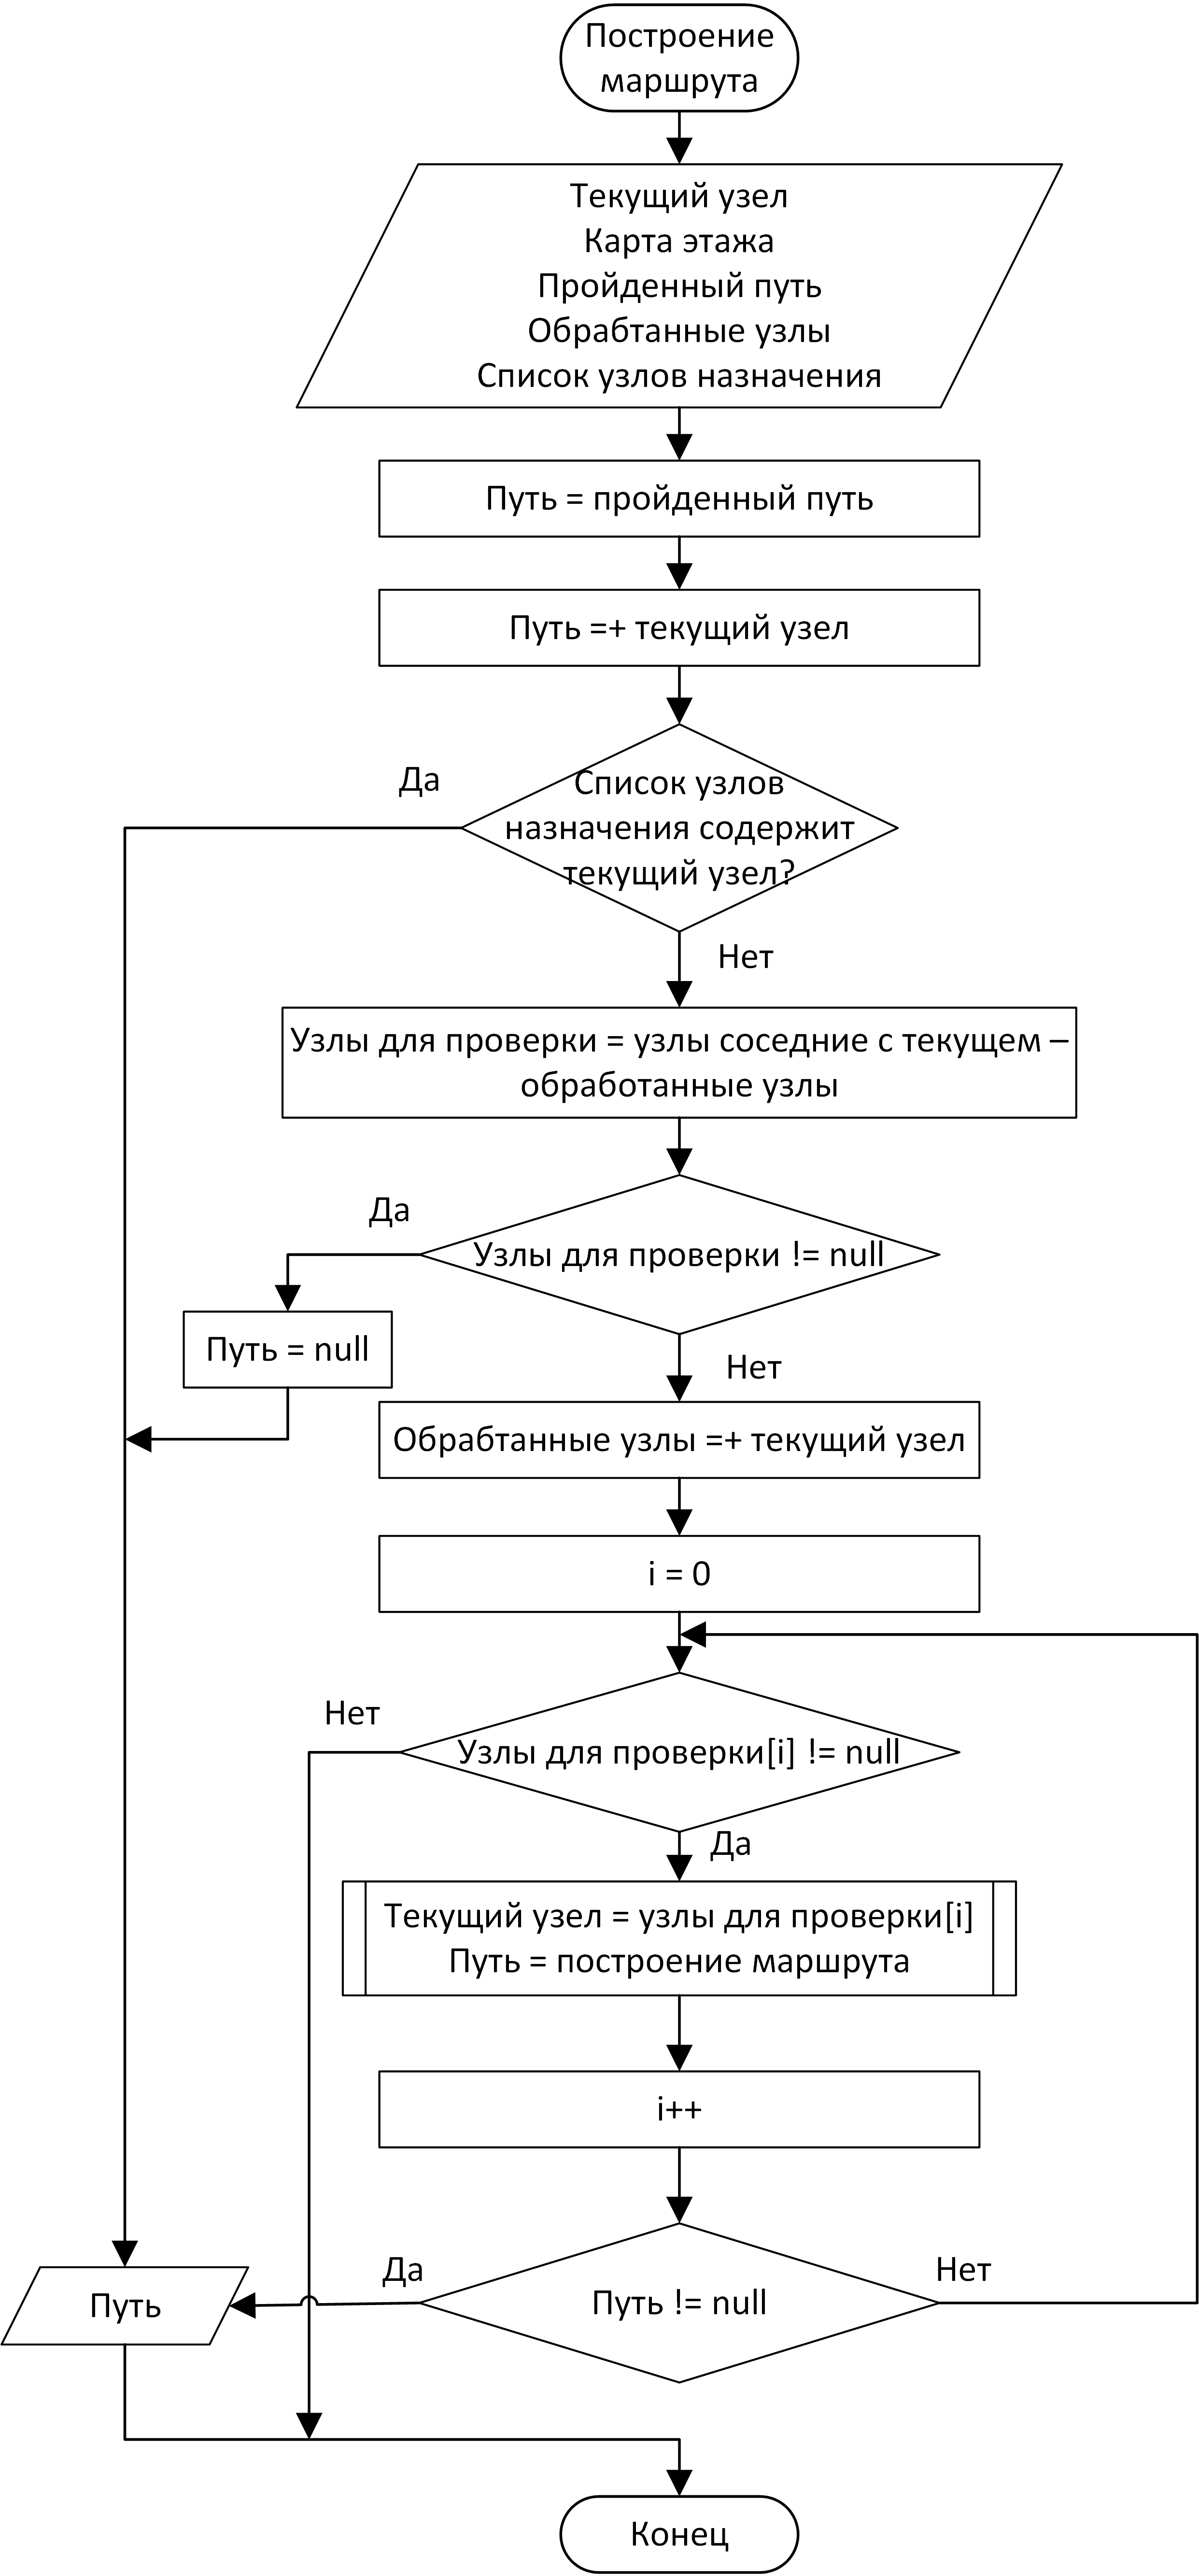 Построение
маршрута
Текущий узел
Карта этажа
Пройденный путь
Обрабтанные узлы
Список узлов назначения
Путь = пройденный путь
Путь =+ текущий узел
Да
Список узлов
назначения содержит
текущий узел?
Нет
Узлы для проверки = узлы соседние с текущем –
обработанные узлы
Да
Узлы для проверки != null
Путь = null
Нет
Обрабтанные узлы =+ текущий узел
i = 0
Нет
Узлы для проверки[i] != null
Да
Текущий узел = узлы для проверки[i]
Путь = построение маршрута
i++
Да
Нет
Путь
Путь != null
Конец